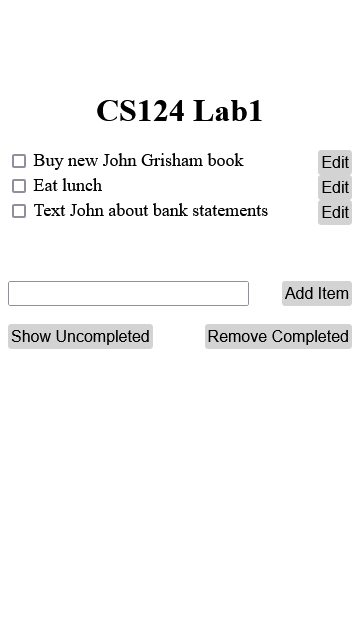 CS124 Lab1
Buy new John Grisham book Edit
Eat lunch Edit
Text John about bank statements Edit
Add Item
Show Uncompleted Remove Completed